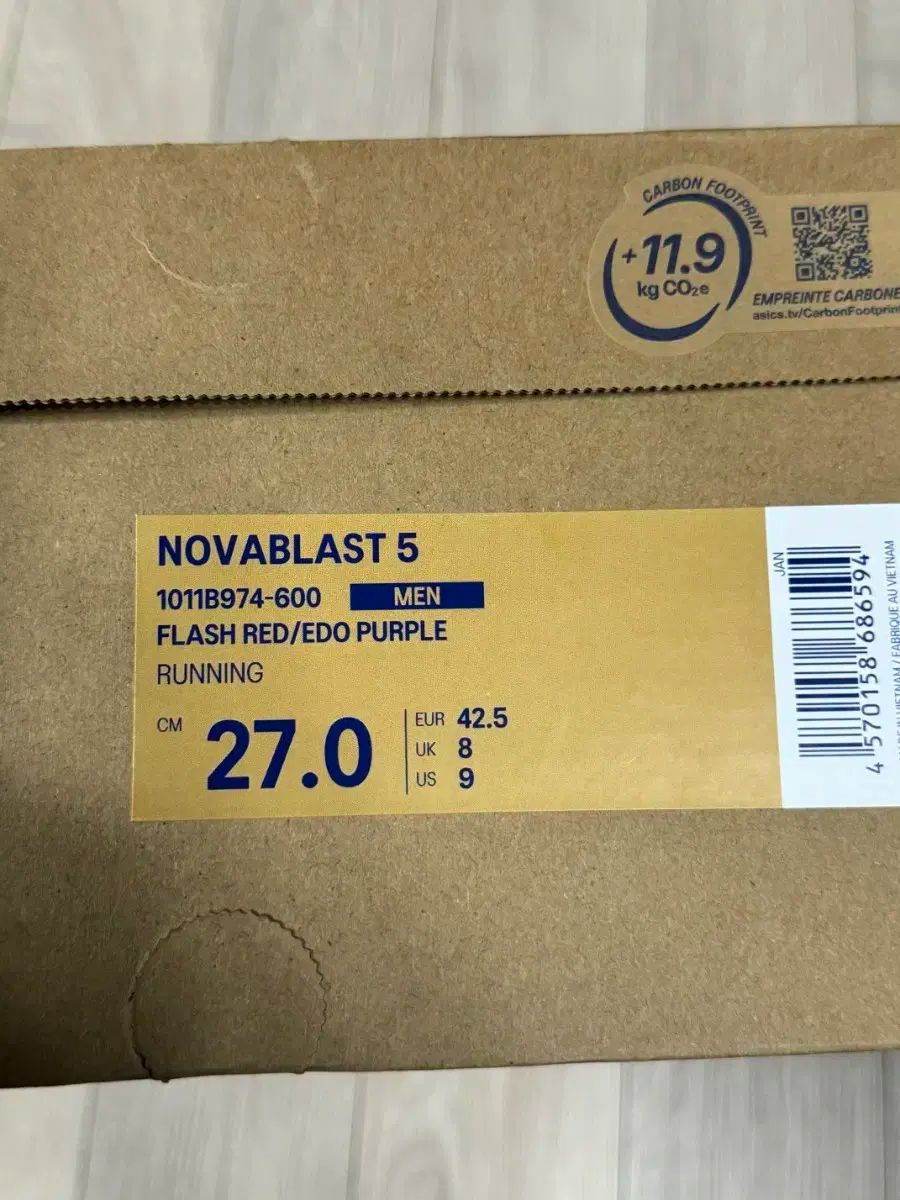 CARBON FOOTPRINT
+11.9
kg CO₂e
EMPREINTE CARBONE
asics.tv/CarbonFootprint
NOVABLAST 5
1011B974-600 MEN
FLASH RED/EDO PURPLE
RUNNING
CM 27.0
EUR 42.5
UK 8
US 9
JAN
4 570158 686594
VIETNAM / FABRIQUE AU VIETNAM